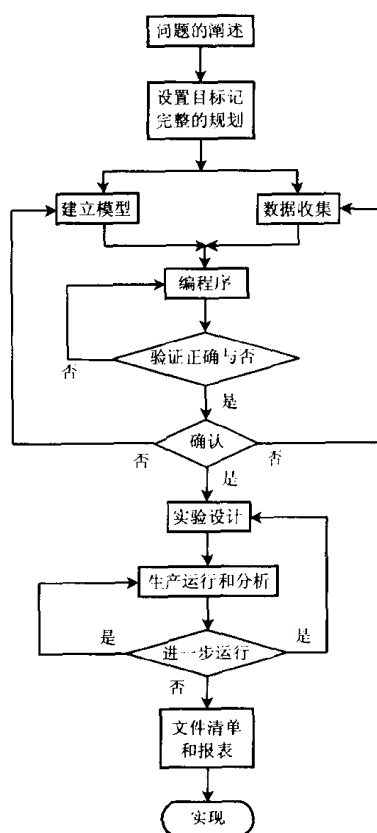 问题的阐述
设置目标记
完整的规划
建立模型
数据收集
编程序
验证正确与否
否
是
确认
否
否
是
实验设计
生产运行和分析
是
进一步运行
是
否
文件清单
和报表
实现